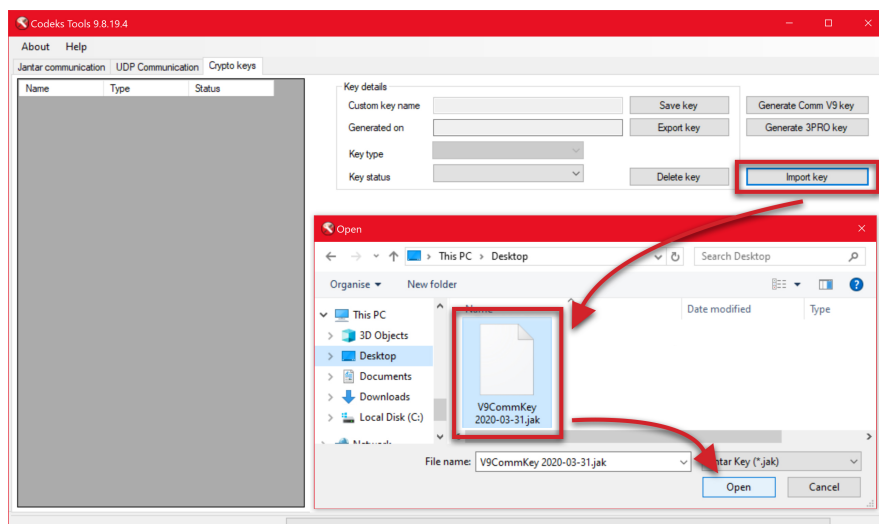 Codeks Tools 9.8.19.4
About Help
Jantar communication UDP Communication Crypto keys
Name Type Status
Key details
Custom key name Save key Generate Comm V9 key
Generated on Export key Generate 3PRO key
Key type
Key status Delete key Import key
Open
This PC > Desktop Search Desktop
Organise New folder
Name Date modified Type
This PC
3D Objects
Desktop
Documents
Downloads
Local Disk (C:)
Network
V9CommKey
2020-03-31.jak
File name: V9CommKey 2020-03-31.jak Key (*.jak)
Open Cancel